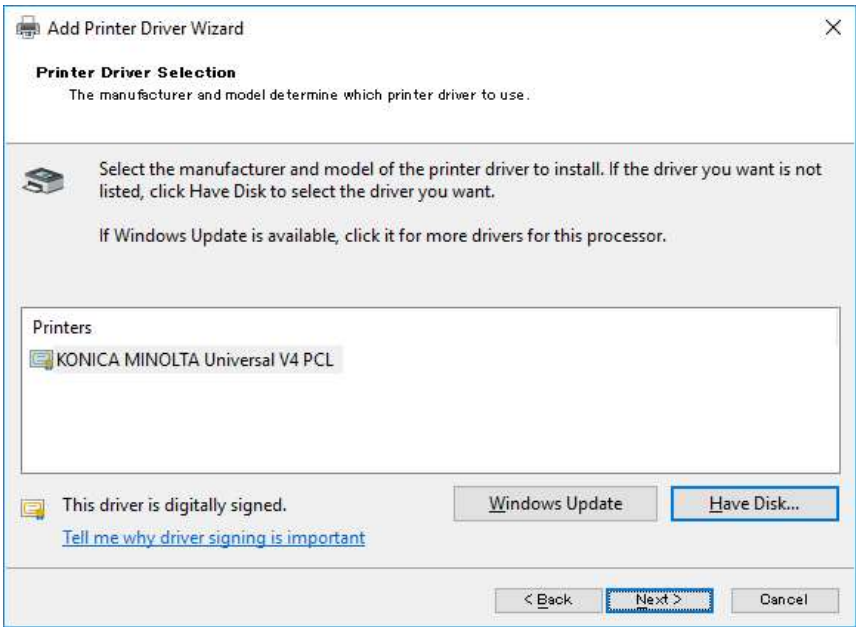 Add Printer Driver Wizard
Printer Driver Selection
The manufacturer and model determine which printer driver to use.
Select the manufacturer and model of the printer driver to install. If the driver you want is not
listed, click Have Disk to select the driver you want.
If Windows Update is available, click it for more drivers for this processor.
Printers
KONICA MINOLTA Universal V4 PCL
This driver is digitally signed.
Windows Update
Have Disk...
Tell me why driver signing is important
< Back
Next >
Cancel